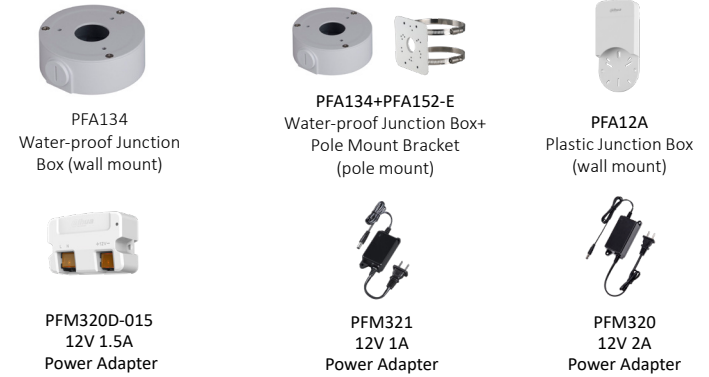 PFA134
Water-proof Junction
Box (wall mount)
PFA134+PFA152-E
Water-proof Junction Box+
Pole Mount Bracket
(pole mount)
PFA12A
Plastic Junction Box
(wall mount)
PFM320D-015
12V 1.5A
Power Adapter
PFM321
12V 1A
Power Adapter
PFM320
12V 2A
Power Adapter